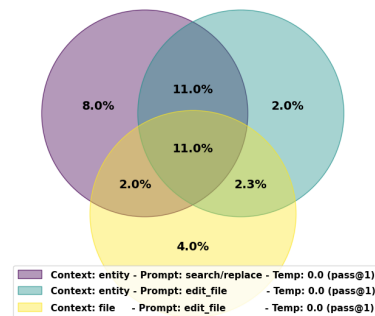 11.0%
8.0%
2.0%
11.0%
2.0%
2.3%
4.0%
Context: entity - Prompt: search/replace - Temp: 0.0 (pass@1)
Context: entity - Prompt: edit_file - Temp: 0.0 (pass@1)
Context: file - Prompt: edit_file - Temp: 0.0 (pass@1)